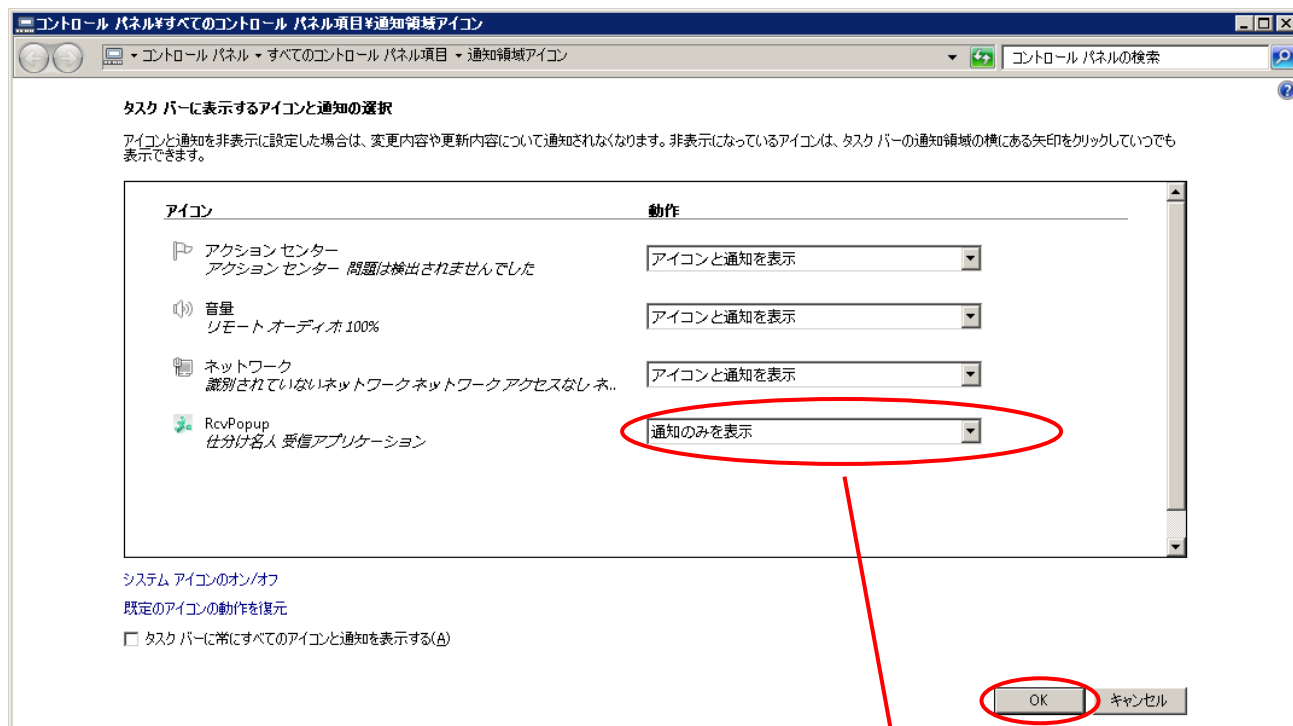 コントロール パネル¥すべてのコントロール パネル項目¥通知領域アイコン
コントロール パネル すべてのコントロール パネル項目 通知領域アイコン
コントロール パネルの検索
タスク バーに表示するアイコンと通知の選択
アイコンと通知を非表示に設定した場合は、変更内容や更新内容について通知されなくなります。非表示になっているアイコンは、タスク バーの通知領域の横にある矢印をクリックしていつでも
表示できます。
アイコン 動作
アクション センター
アクション センター 問題は検出されませんでした
アイコンと通知を表示
音量
リモート オーディオ: 100%
アイコンと通知を表示
ネットワーク
識別されていないネットワーク ネットワーク アクセスなし ネ...
アイコンと通知を表示
RcvPopup
仕分け名人 受信アプリケーション
通知のみを表示
システム アイコンのオン/オフ
既定のアイコンの動作を復元
タスク バーに常にすべてのアイコンと通知を表示する(A)
OK キャンセル